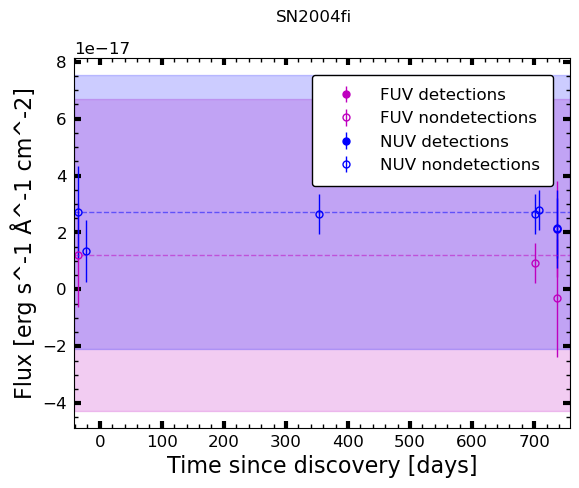 SN2004fi
1e−17
8
6
4
2
0
−2
−4
Flux [erg s^-1 Å^-1 cm^-2]
FUV detections
FUV nondetections
NUV detections
NUV nondetections
0 100 200 300 400 500 600 700
Time since discovery [days]